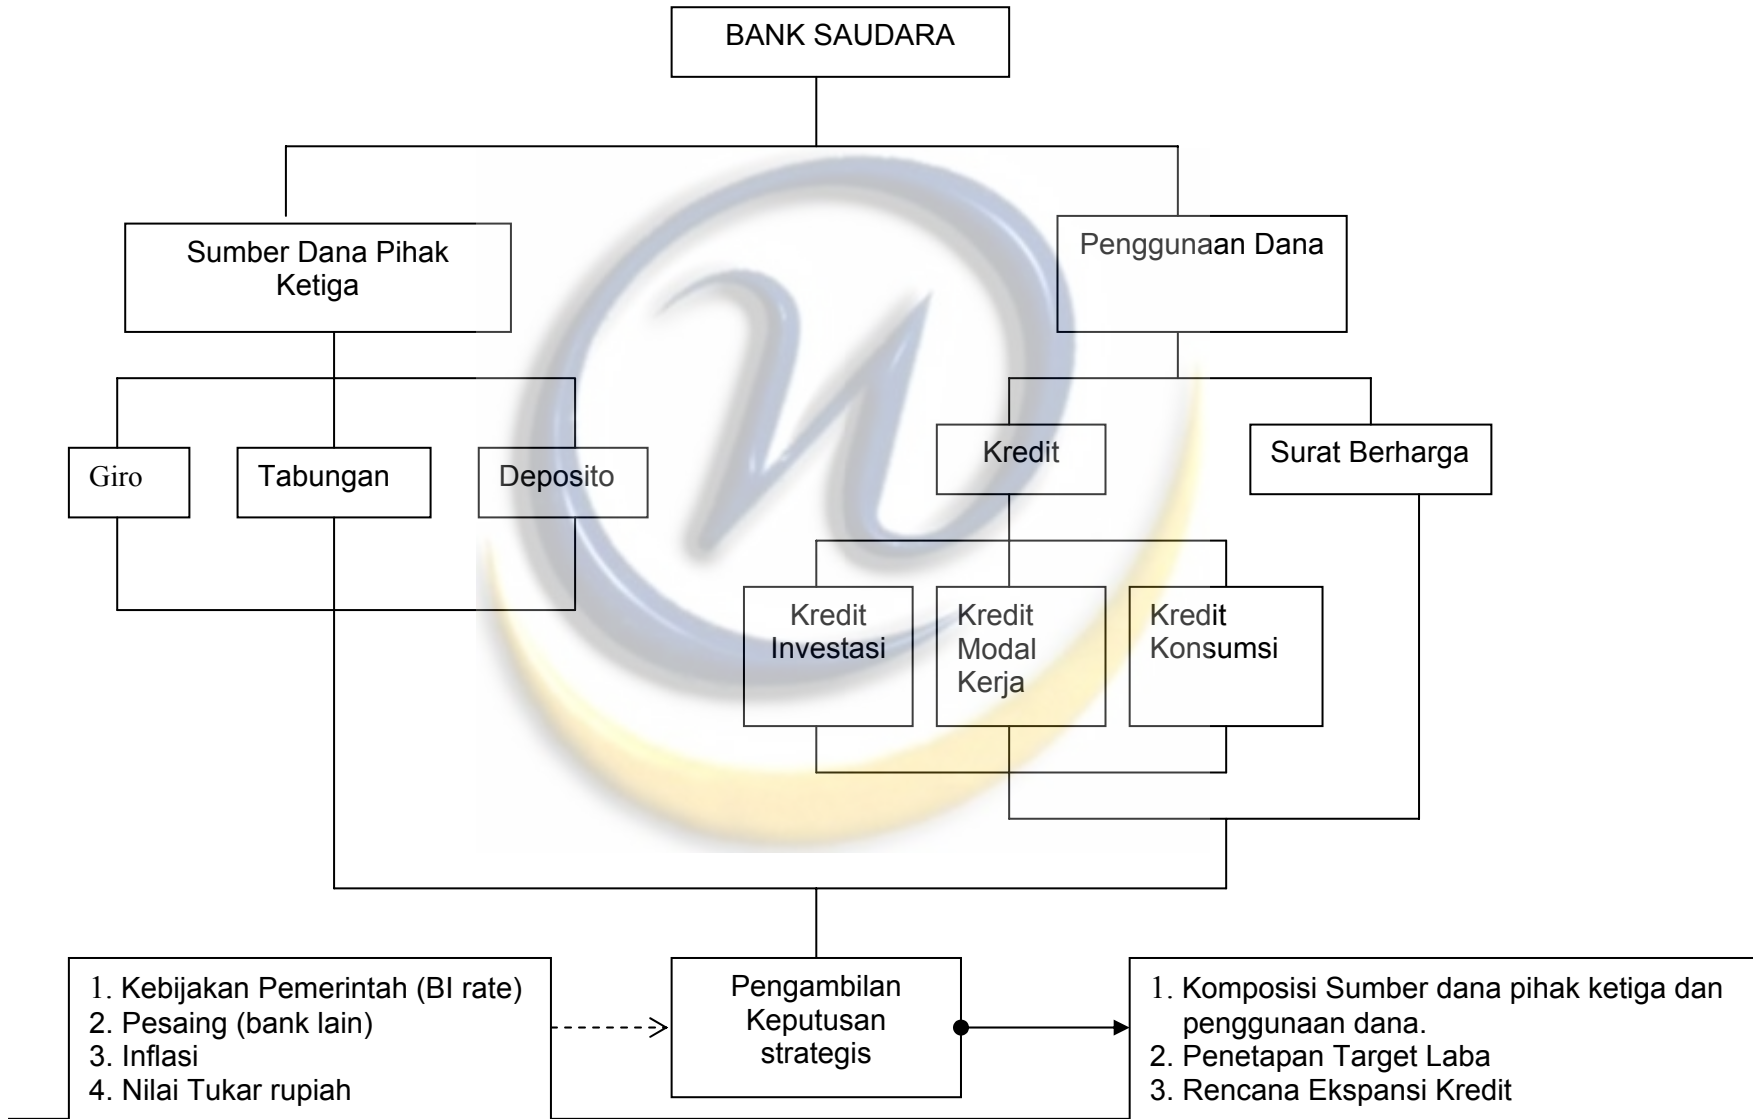 BANK SAUDARA
Sumber Dana Pihak
Ketiga
Penggunaan Dana
Giro
Tabungan
Deposito
Kredit
Surat Berharga
Kredit
Investasi
Kredit
Modal
Kerja
Kredit
Konsumsi
1. Kebijakan Pemerintah (BI rate)
2. Pesaing (bank lain)
3. Inflasi
4. Nilai Tukar rupiah
Pengambilan
Keputusan
strategis
1. Komposisi Sumber dana pihak ketiga dan
penggunaan dana.
2. Penetapan Target Laba
3. Rencana Ekspansi Kredit